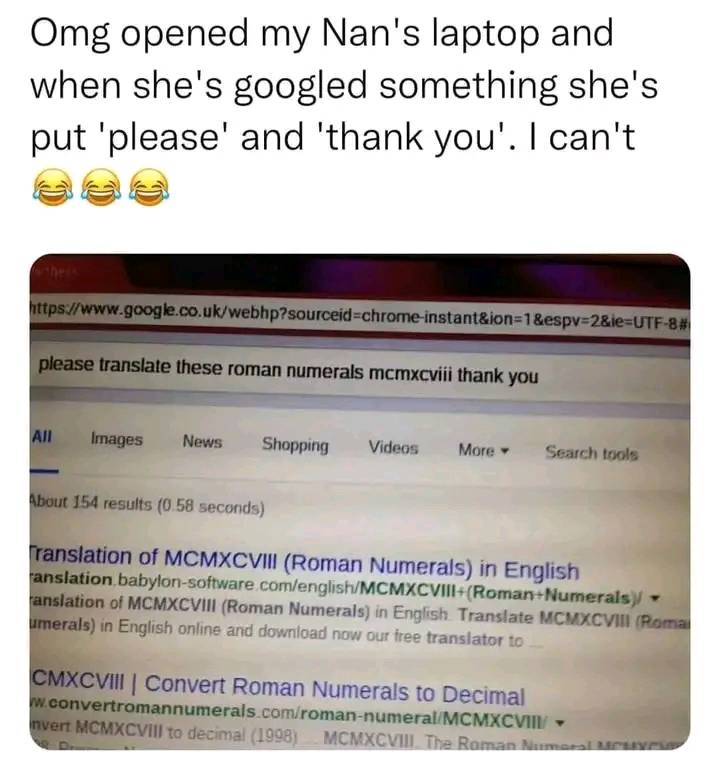 Omg opened my Nan's laptop and
when she's googled something she's
put 'please' and 'thank you'. I can't
😂😂😂
https://www.google.co.uk/webhp?sourceid=chrome-instant&ion=1&espv=2&ie=UTF-8#
please translate these roman numerals mcmxcviii thank you
All Images News Shopping Videos More ▾ Search tools
About 154 results (0.58 seconds)
Translation of MCMXCVIII (Roman Numerals) in English
ranslation.babylon-software.com/english/MCMXCVIII+(Roman+Numerals)/ ▾
anslation of MCMXCVIII (Roman Numerals) in English. Translate MCMXCVIII (Roma
umerals) in English online and download now our free translator to ...
CMXCVIII | Convert Roman Numerals to Decimal
w.convertromannumerals.com/roman-numeral/MCMXCVIII/ ▾
nvert MCMXCVIII to decimal (1998) ... MCMXCVIII. The Roman Numeral